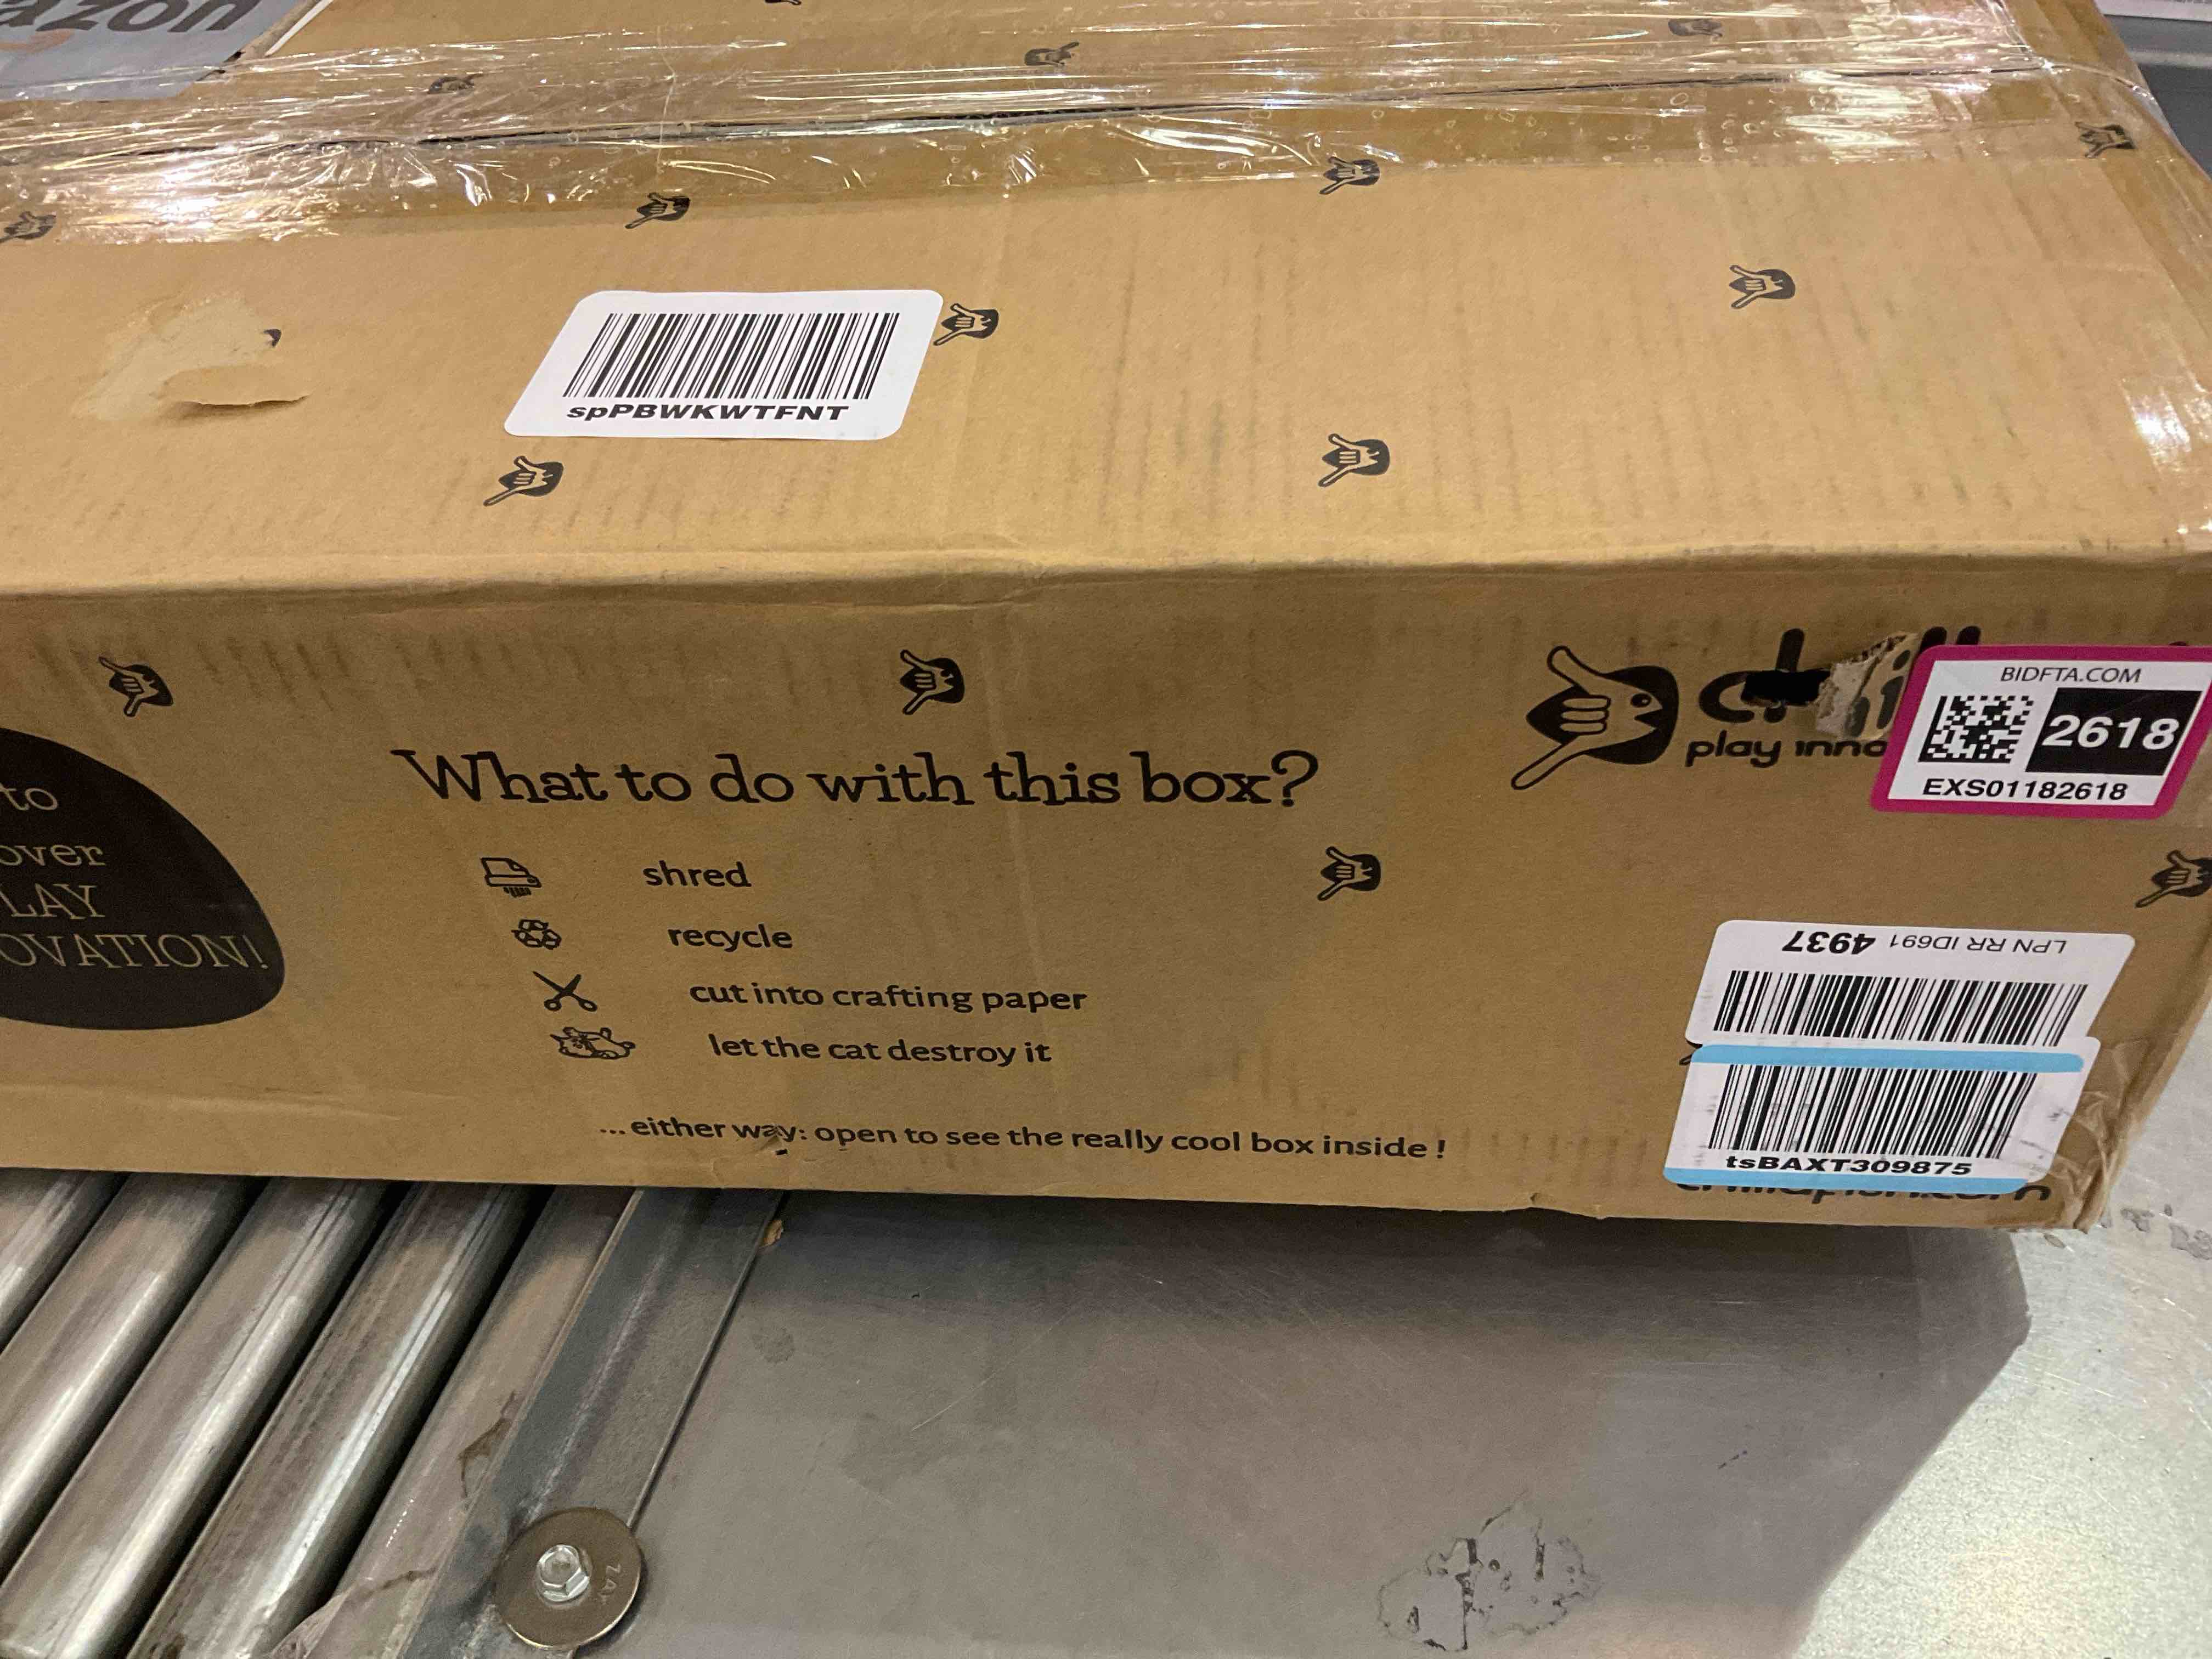 azon
spPBWKWTFNT
to
over
LAY
OVATION!
What to do with this box?
shred
recycle
cut into crafting paper
let the cat destroy it
...either way: open to see the really cool box inside!
chill
play inno
BIDFTA.COM
2618
EXS01182618
LPN RR ID691 4937
tsBAXT309875